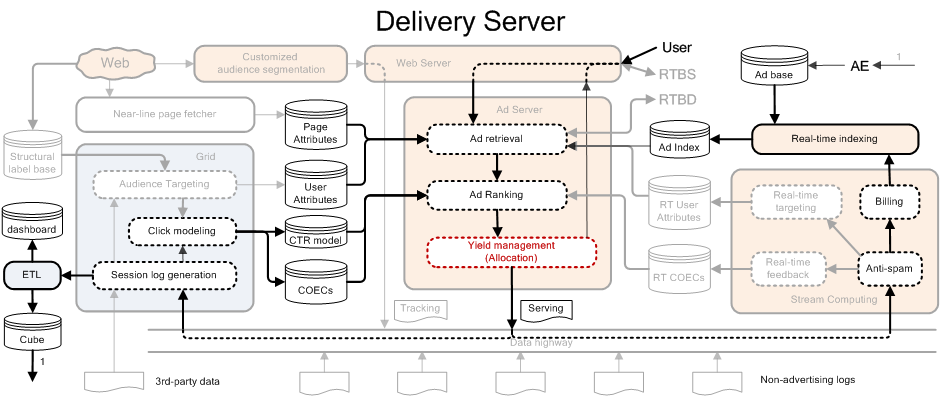 Delivery Server
Web
Customized
audience segmentation
Web Server
User
RTBS
Ad base
AE
1
Near-line page fetcher
Page
Attributes
Ad Server
RTBD
Ad retrieval
Ad Index
Real-time indexing
Structural
label base
Grid
Audience Targeting
User
Attributes
Ad Ranking
RT User
Attributes
Real-time
targeting
Billing
dashboard
Click modeling
CTR model
Yield management
(Allocation)
ETL
Session log generation
COECs
RT COECs
Real-time
feedback
Anti-spam
Stream Computing
Tracking
Serving
Cube
Data highway
1
3rd-party data
Non-advertising logs